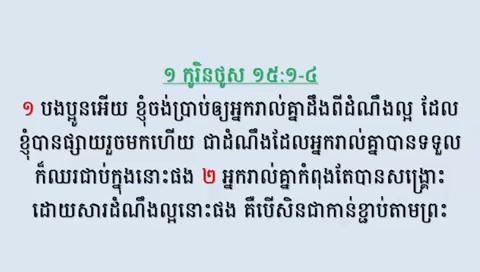 ១ កូរិនថូស ១៥:១-៤
១ បងប្អូនអើយ ខ្ញុំចង់ប្រាប់ឲ្យអ្នករាល់គ្នាដឹងពីដំណឹងល្អ ដែល
ខ្ញុំបានផ្សាយរួចមកហើយ ជាដំណឹងដែលអ្នករាល់គ្នាបានទទួល
ក៏ឈរជាប់ក្នុងនោះផង ២ អ្នករាល់គ្នាកំពុងតែបានសង្គ្រោះ
ដោយសារដំណឹងល្អនោះផង គឺបើសិនជាកាន់ខ្ជាប់តាមព្រះ